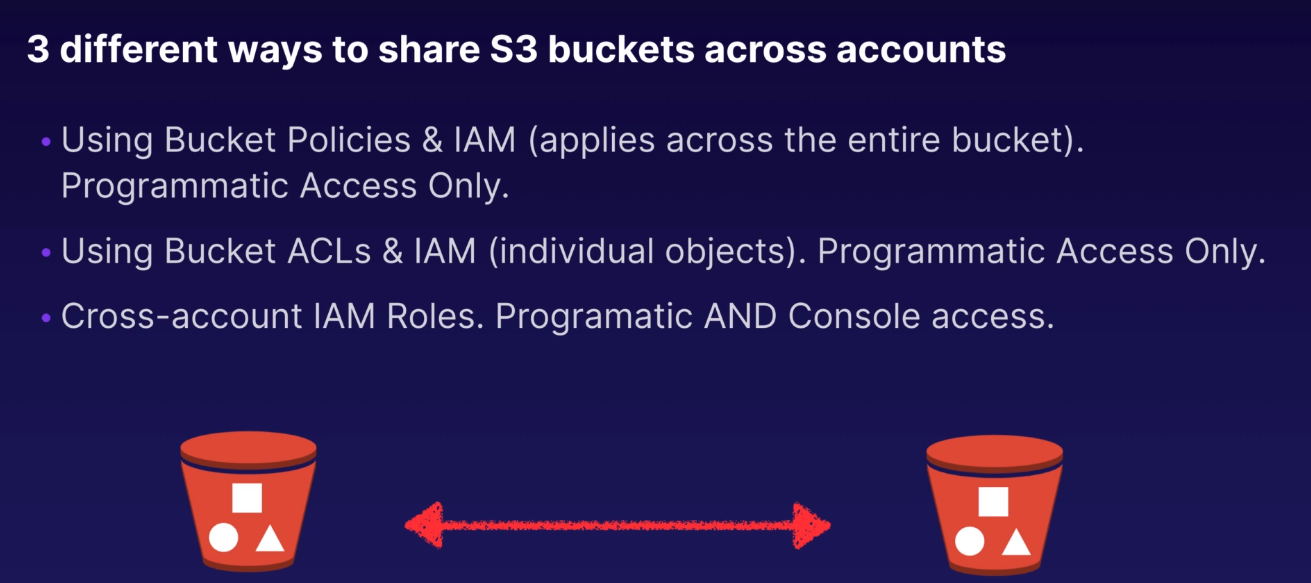 3 different ways to share S3 buckets across accounts
• Using Bucket Policies & IAM (applies across the entire bucket).
Programmatic Access Only.
• Using Bucket ACLs & IAM (individual objects). Programmatic Access Only.
• Cross-account IAM Roles. Programatic AND Console access.